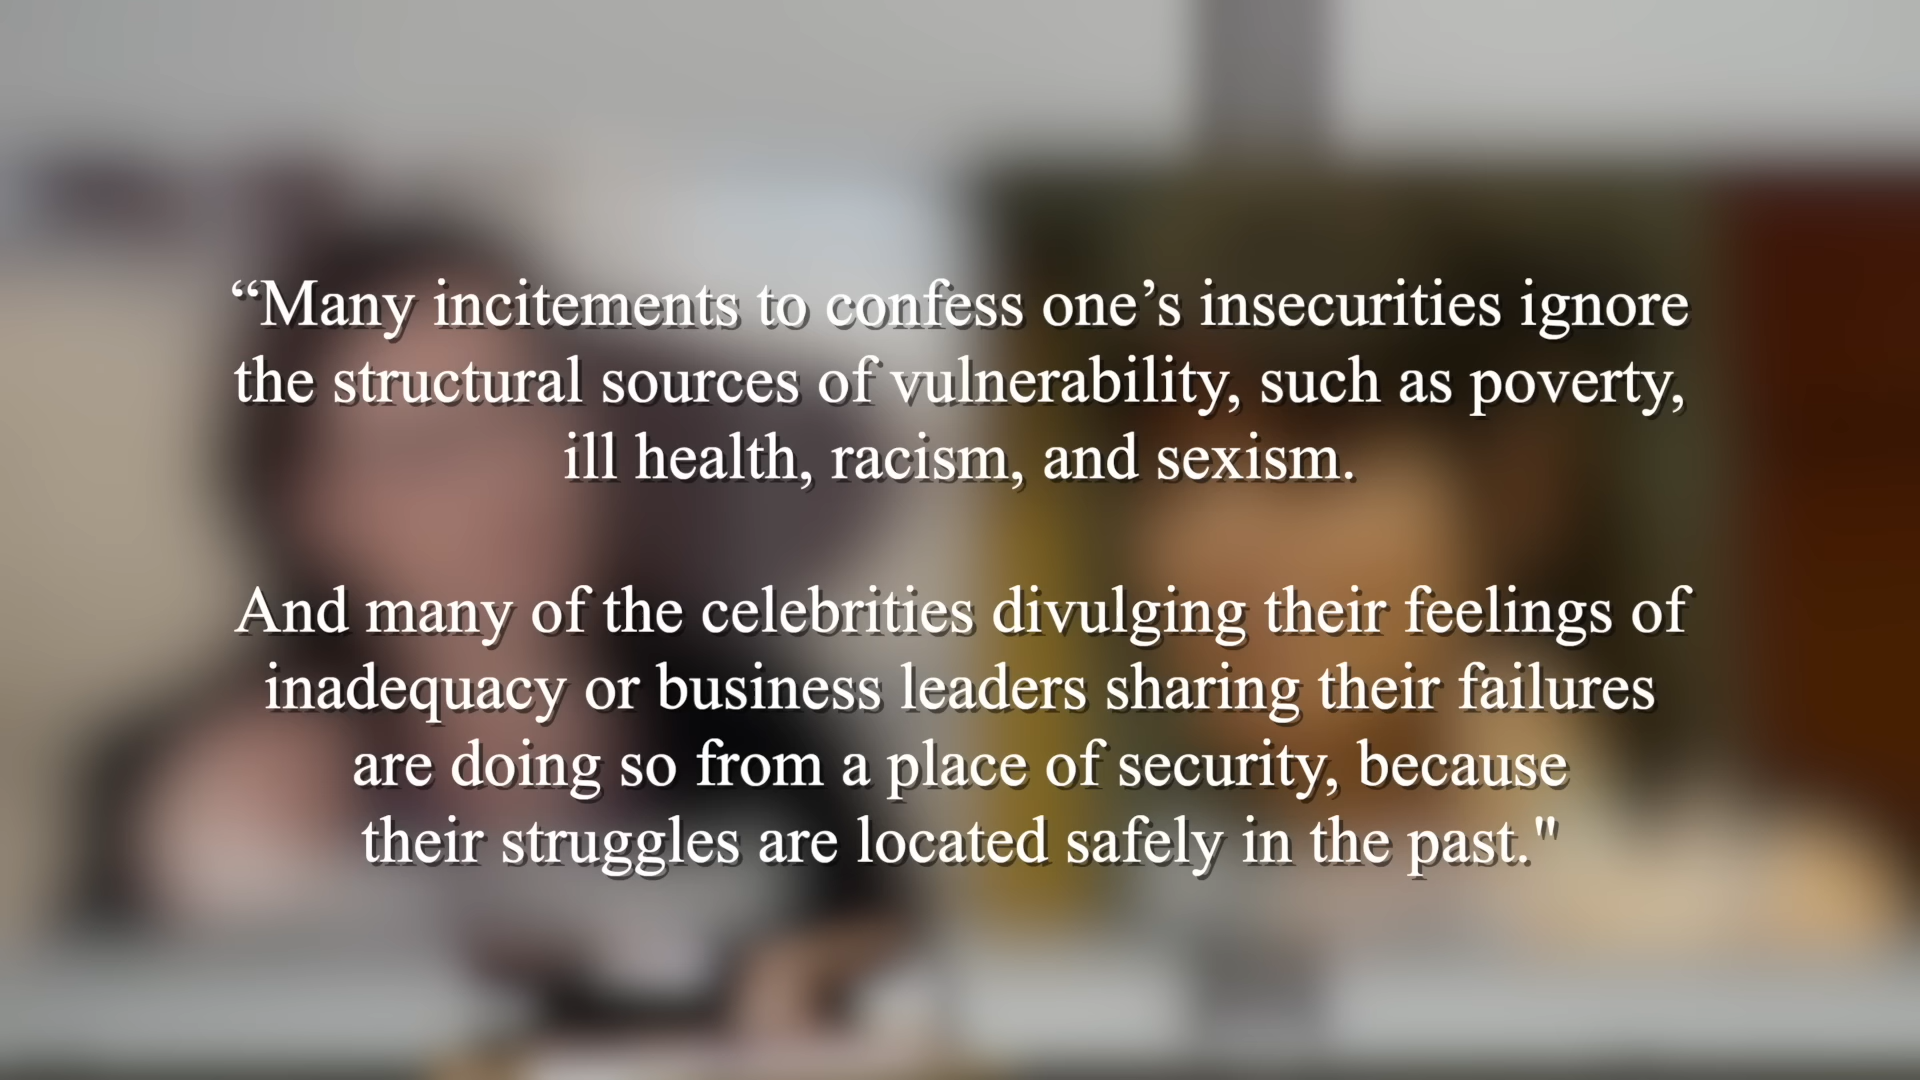 “Many incitements to confess one’s insecurities ignore
the structural sources of vulnerability, such as poverty,
ill health, racism, and sexism.
And many of the celebrities divulging their feelings of
inadequacy or business leaders sharing their failures
are doing so from a place of security, because
their struggles are located safely in the past."